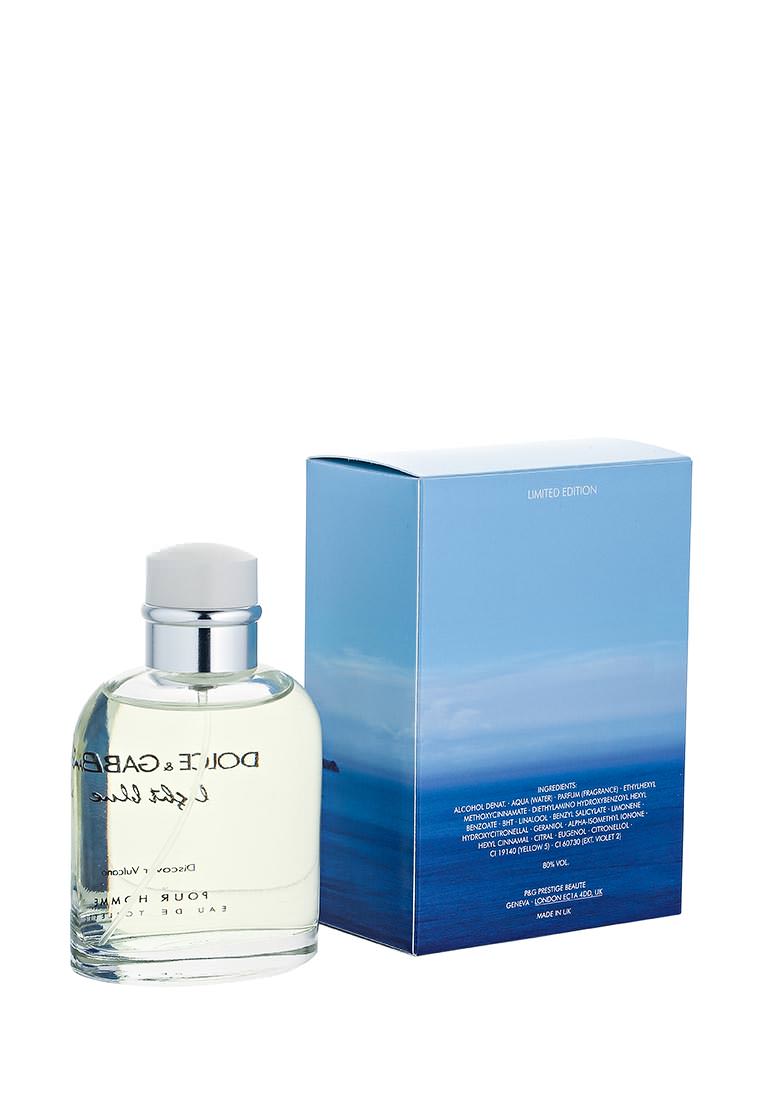 LIMITED EDITION
DOLCE & GABB
light blue
Discover Vulcano
POUR HOMME
EAU DE TOILETTE
INGREDIENTS:
ALCOHOL DENAT. · AQUA (WATER) · PARFUM (FRAGRANCE) · ETHYLHEXYL
METHOXYCINNAMATE · DIETHYLAMINO HYDROXYBENZOYL HEXYL
BENZOATE · BHT · LINALOOL · BENZYL SALICYLATE · LIMONENE ·
HYDROXYCITRONELLAL · GERANIOL · ALPHA-ISOMETHYL IONONE ·
HEXYL CINNAMAL · CITRAL · EUGENOL · CITRONELLOL ·
CI 19140 (YELLOW 5) · CI 60730 (EXT. VIOLET 2)
80% VOL.
P&G PRESTIGE BEAUTE
GENEVA · LONDON EC1A 4DD, UK
MADE IN UK